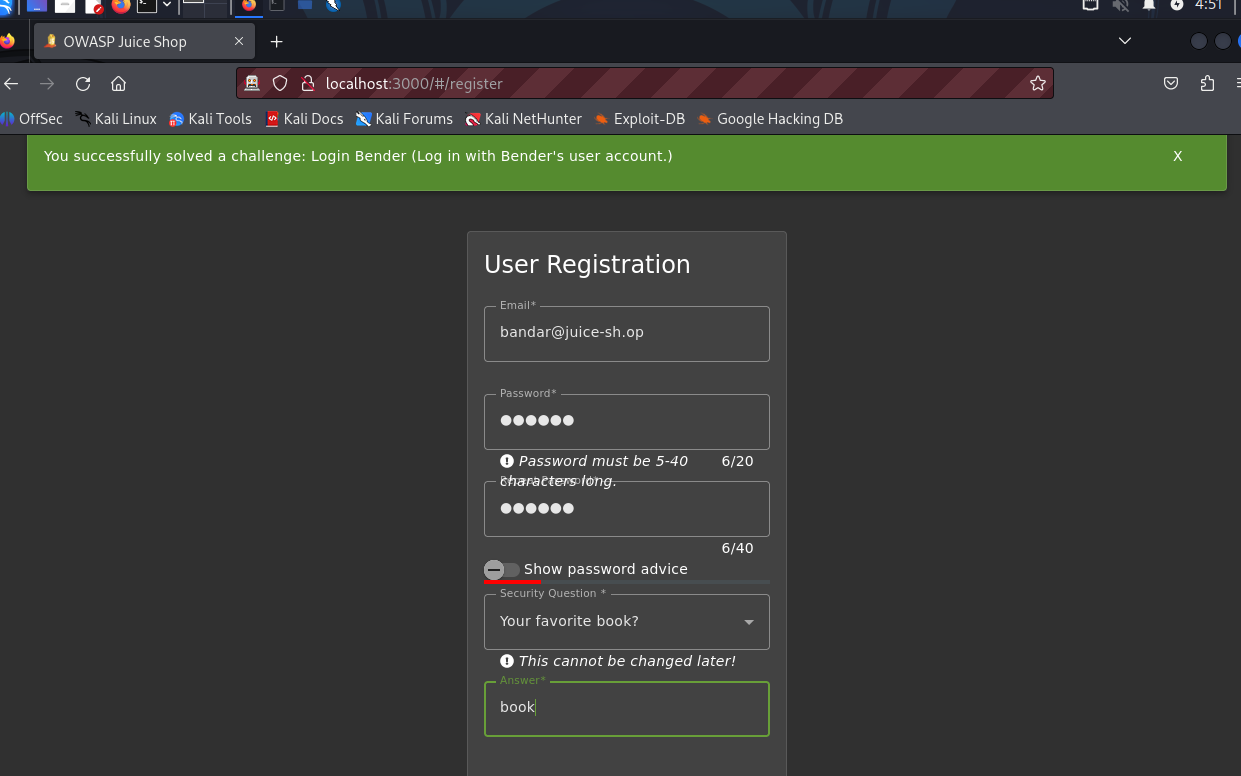 4:51
OWASP Juice Shop
localhost:3000/#/register
OffSec Kali Linux Kali Tools Kali Docs Kali Forums Kali NetHunter Exploit-DB Google Hacking DB
You successfully solved a challenge: Login Bender (Log in with Bender's user account.) X
User Registration
Email*
bandar@juice-sh.op
Password*
●●●●●●
Password must be 5-40 6/20
characters long.
●●●●●●
6/40
Show password advice
Security Question *
Your favorite book?
This cannot be changed later!
Answer*
book